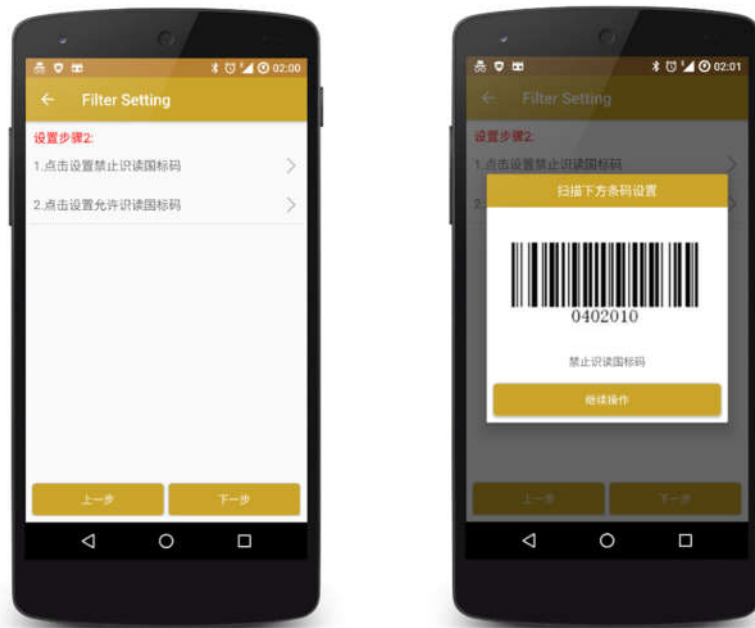 02:00
Filter Setting
设置步骤2:
1.点击设置禁止识读国标码
2.点击设置允许识读国标码
上一步
下一步
02:01
Filter Setting
设置步骤2:
1.点击设置禁止识读国标码
2.
扫描下方条码设置
0402010
禁止识读国标码
继续操作
上一步
下一步